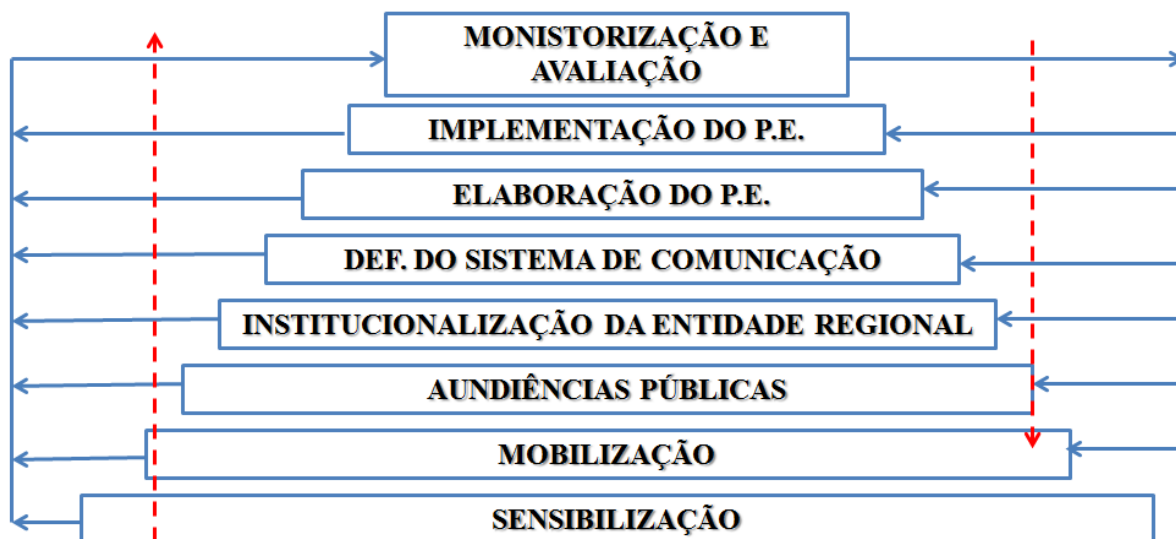 MONISTORIZAÇÃO E
AVALIAÇÃO
IMPLEMENTAÇÃO DO P.E.
ELABORAÇÃO DO P.E.
DEF. DO SISTEMA DE COMUNICAÇÃO
INSTITUCIONALIZAÇÃO DA ENTIDADE REGIONAL
AUNDIÊNCIAS PÚBLICAS
MOBILIZAÇÃO
SENSIBILIZAÇÃO